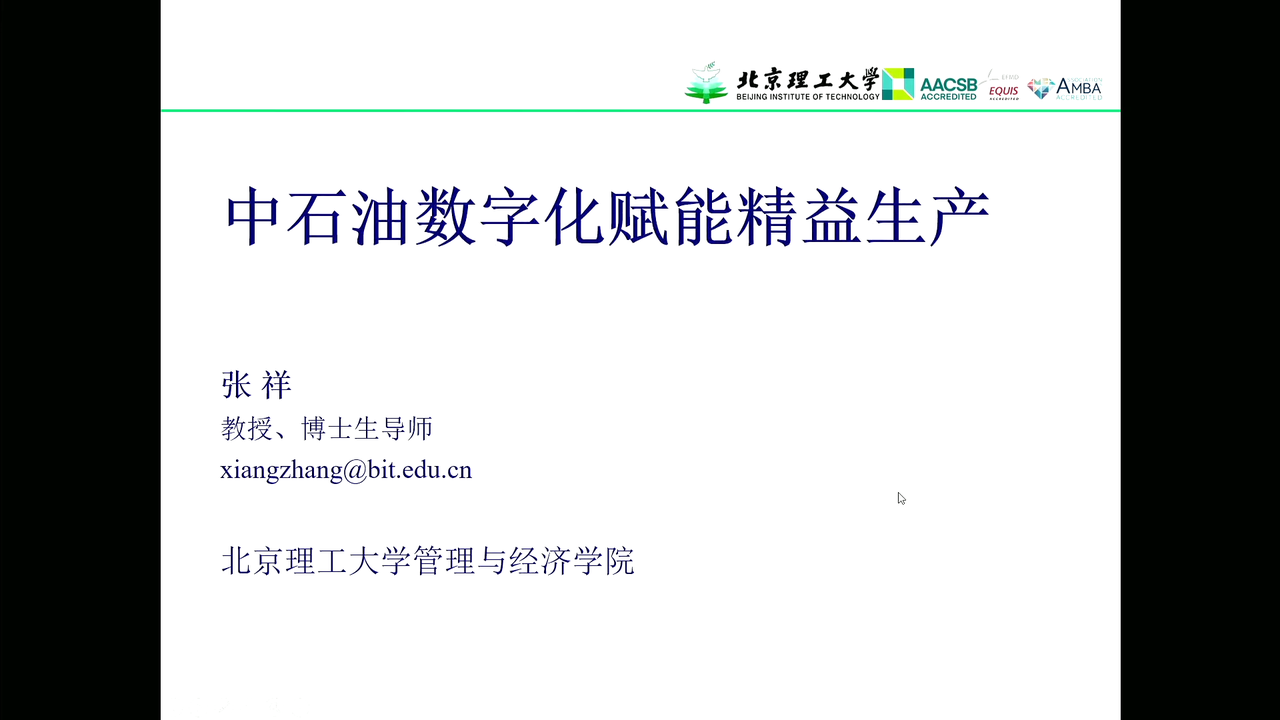 北京理工大學
BEIJING INSTITUTE OF TECHNOLOGY
AACSB
ACCREDITED
EFMD
EQUIS
ACCREDITED
ASSOCIATION
AMBA
ACCREDITED
中石油数字化赋能精益生产
张 祥
教授、博士生导师
xiangzhang@bit.edu.cn
北京理工大学管理与经济学院